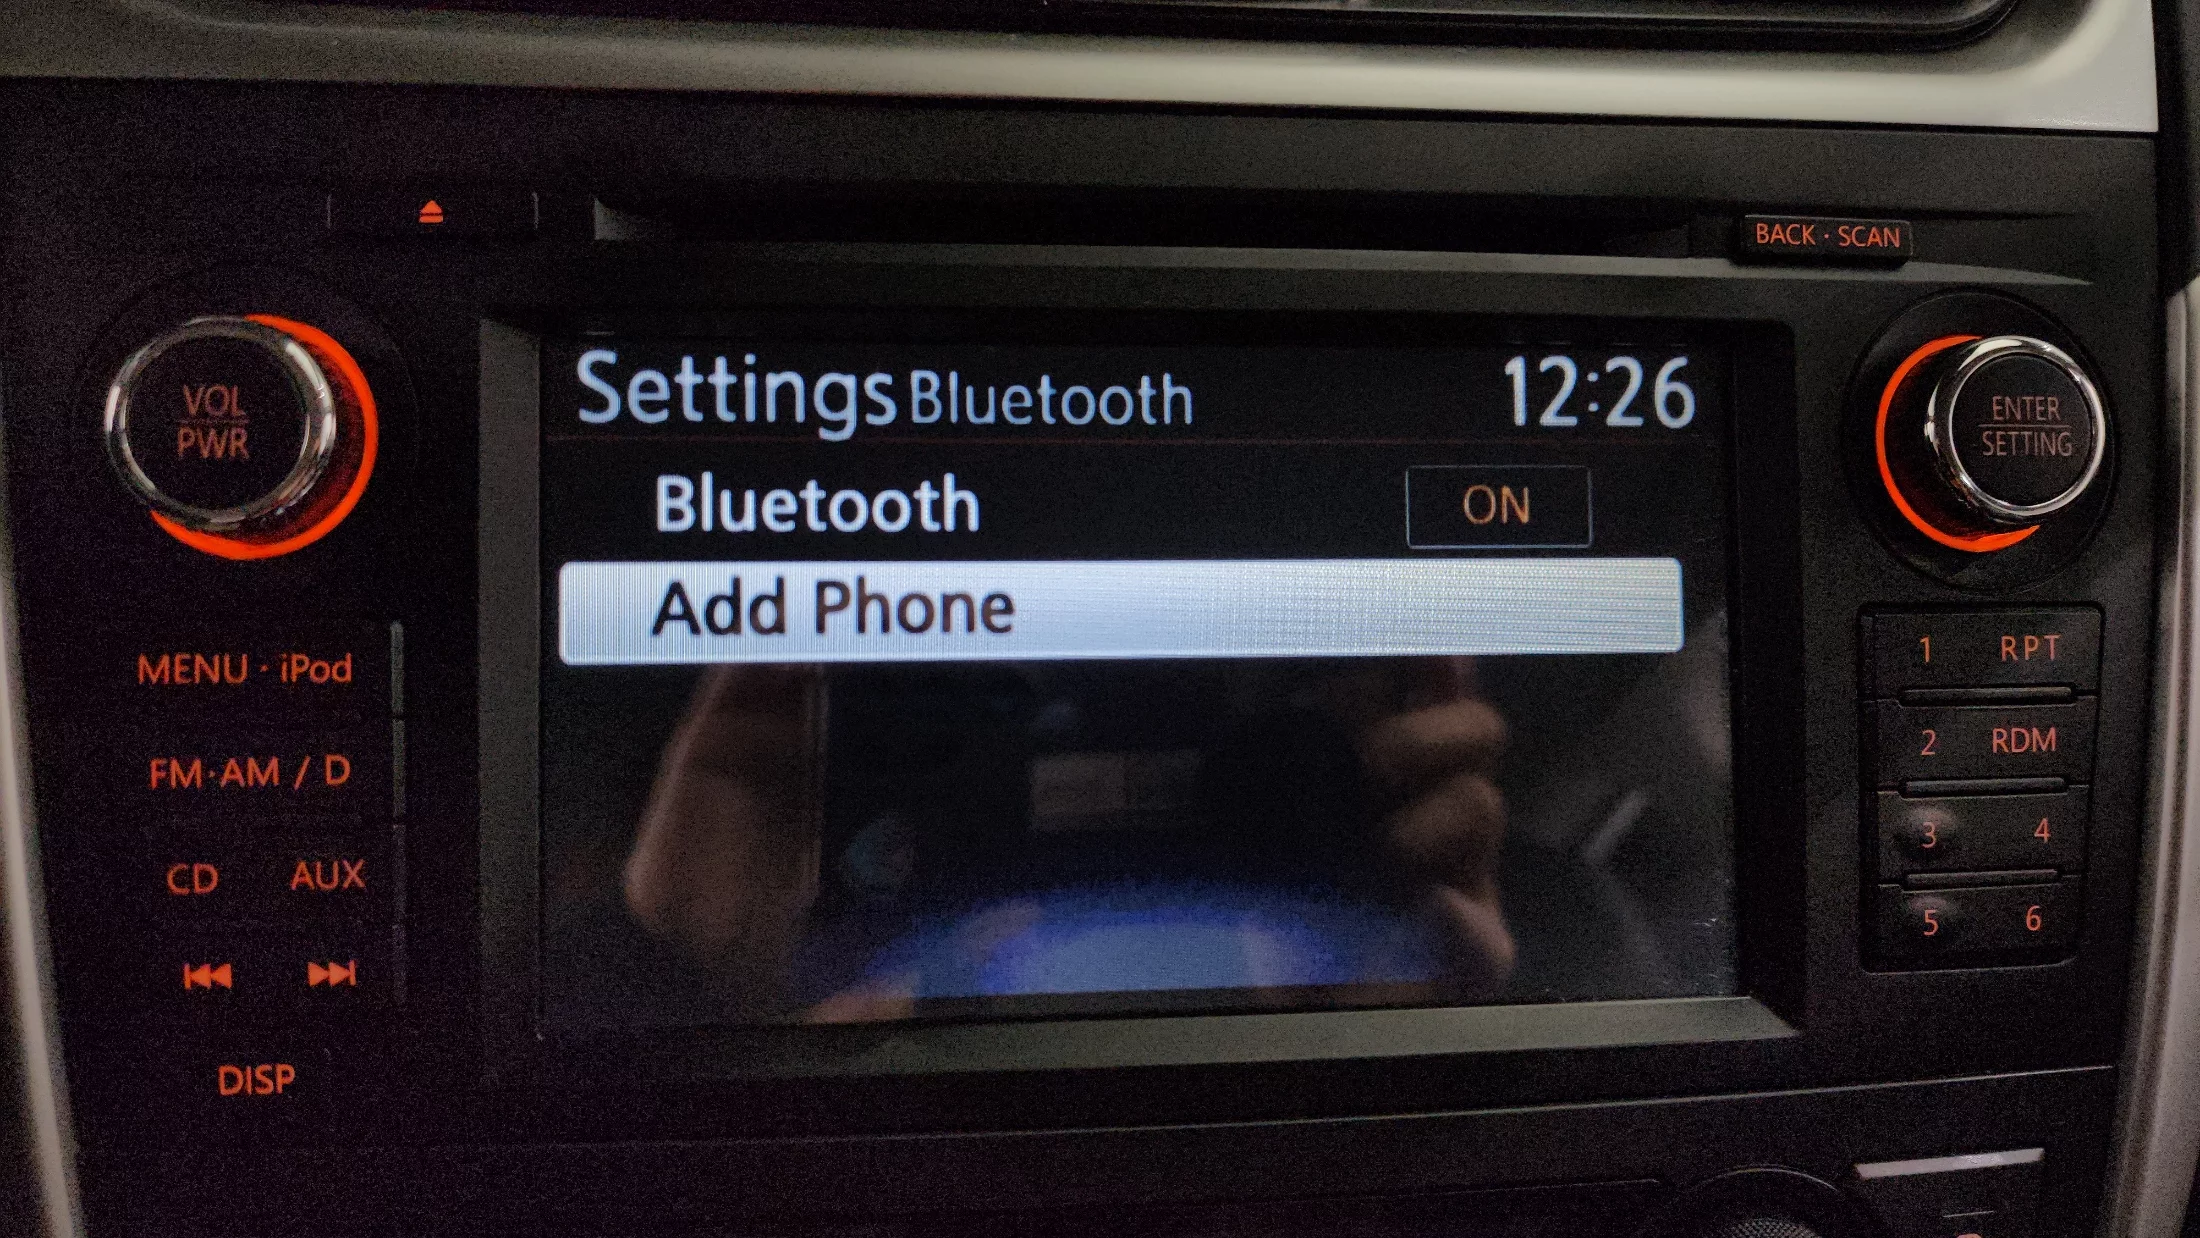 BACK · SCAN
VOL
PWR
Settings Bluetooth 12:26
ENTER
SETTING
Bluetooth ON
Add Phone
MENU · iPod
FM·AM / D
CD AUX
DISP
1 RPT
2 RDM
3 4
5 6